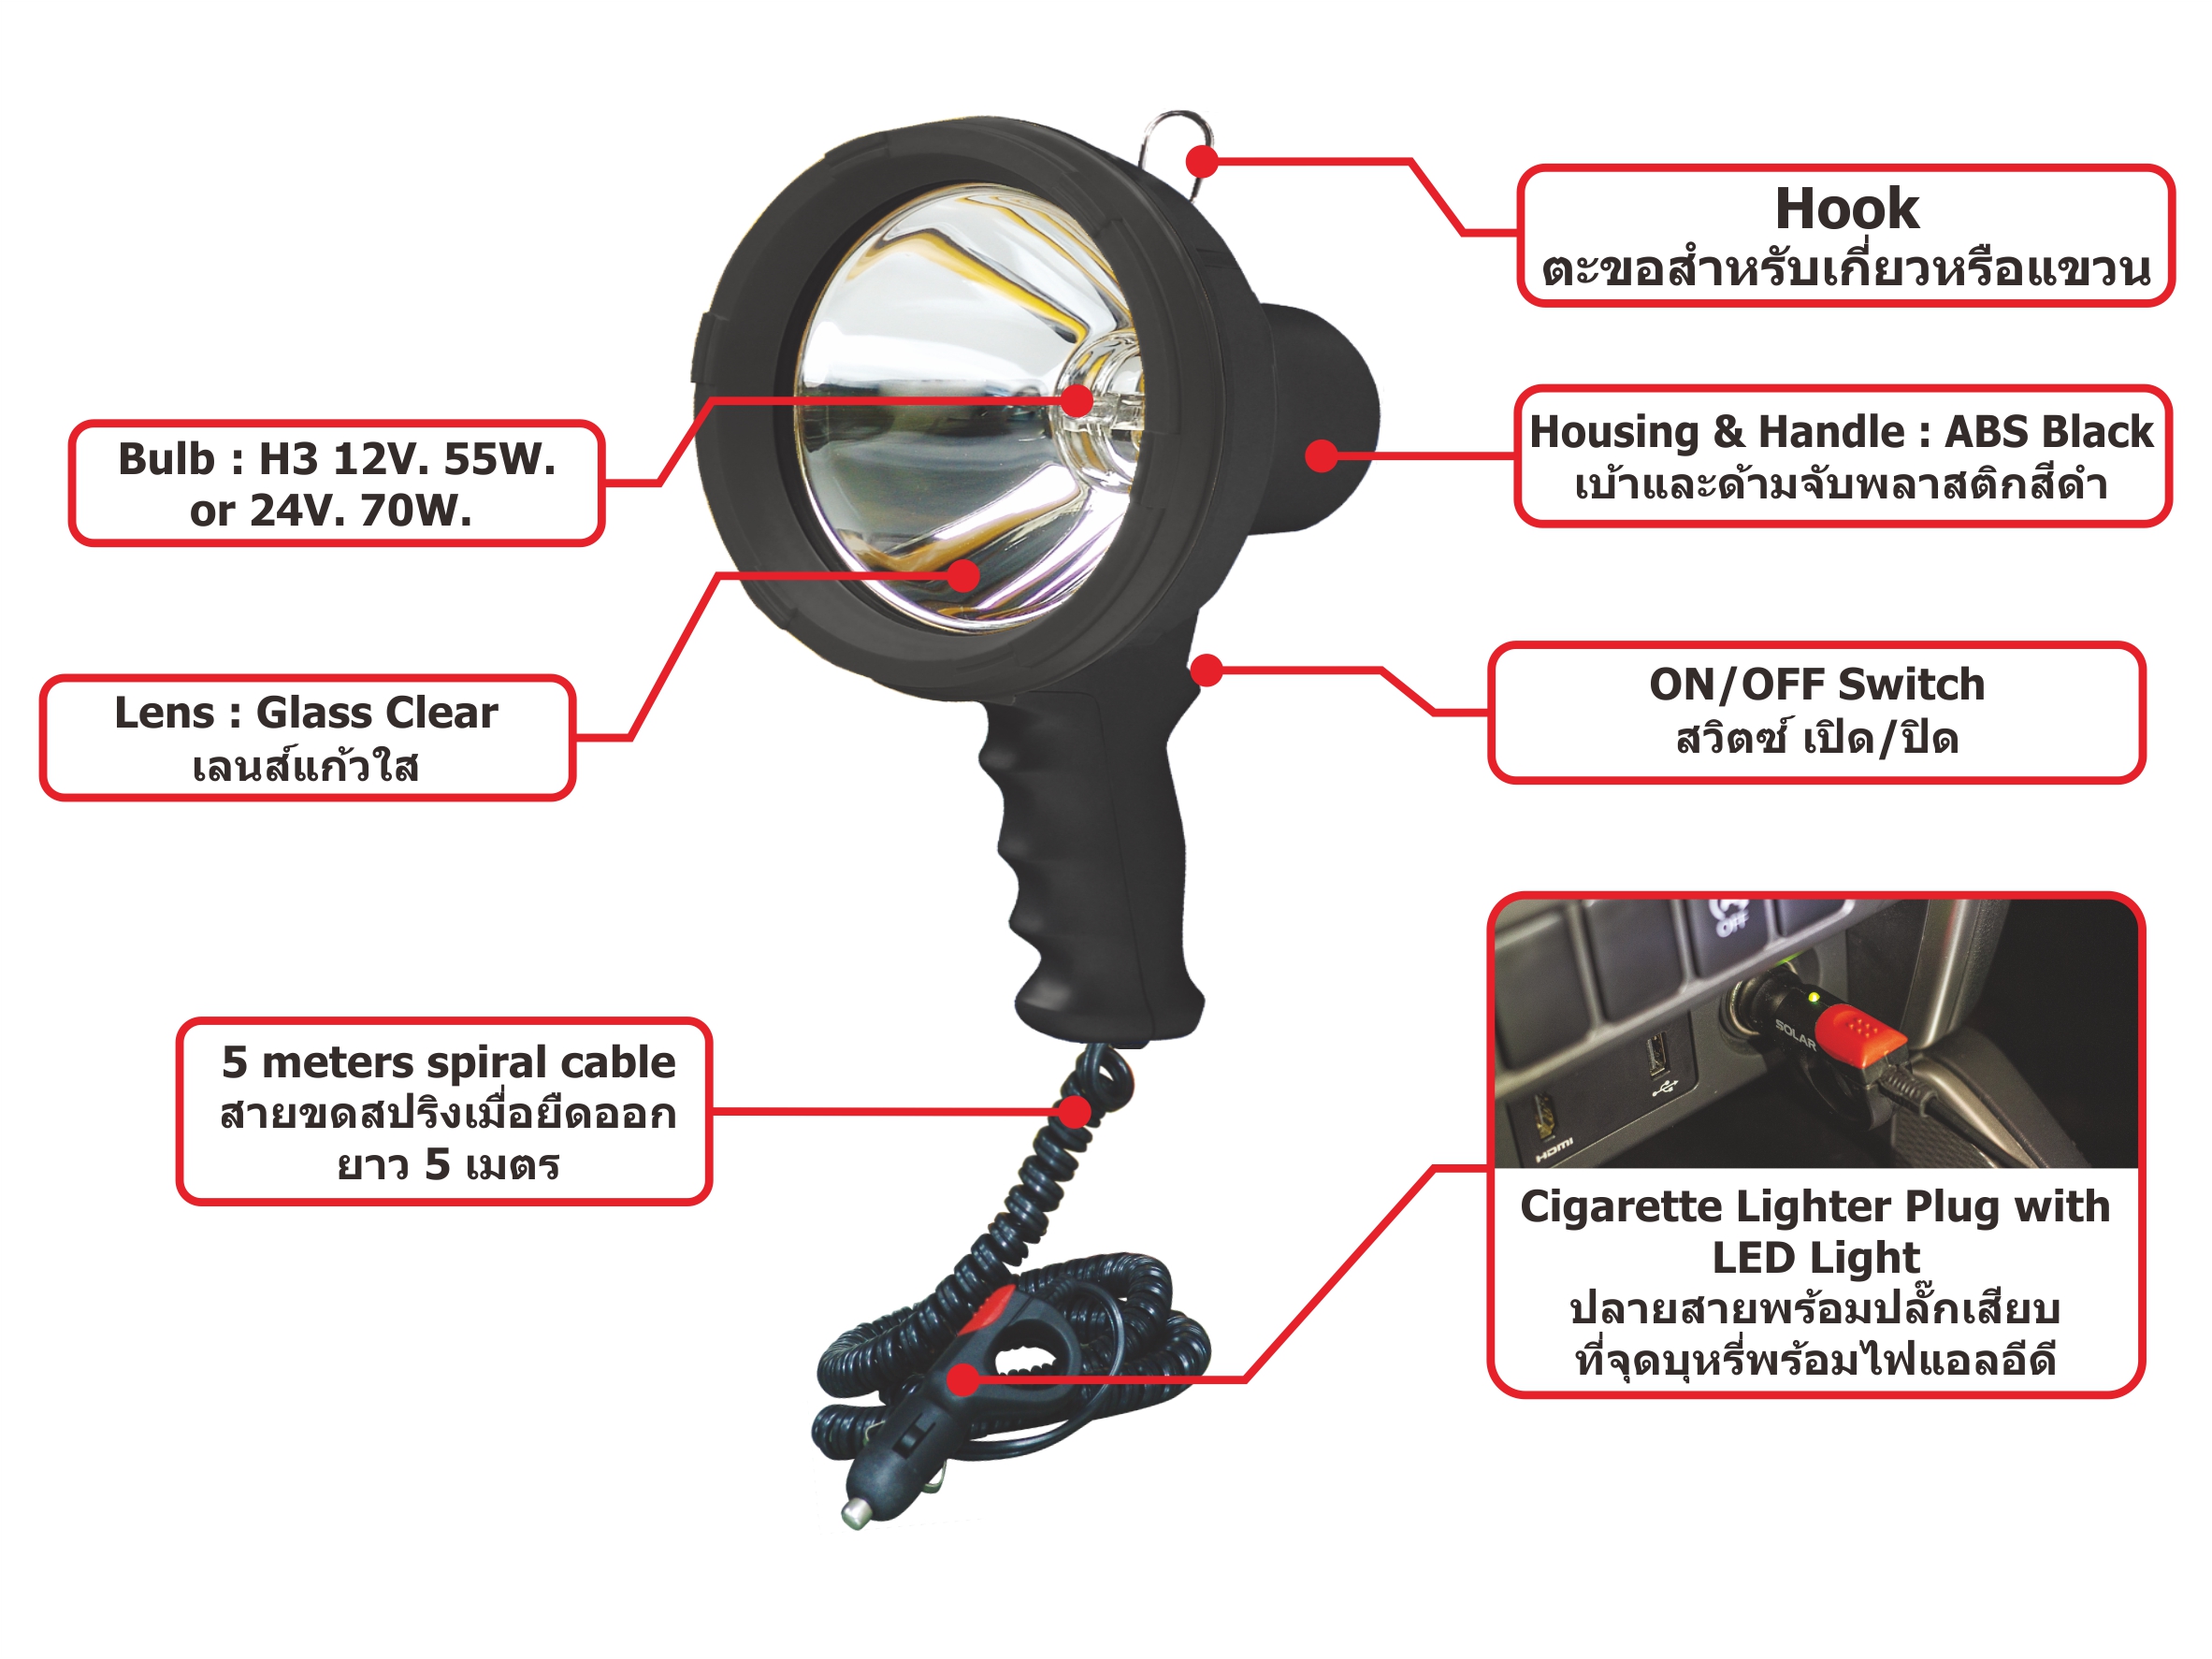 Hook
ตะขอสำหรับเกี่ยวหรือแขวน
Bulb : H3 12V. 55W.
or 24V. 70W.
Housing & Handle : ABS Black
เบ้าและด้ามจับพลาสติกสีดำ
Lens : Glass Clear
เลนส์แก้วใส
ON/OFF Switch
สวิตซ์ เปิด/ปิด
5 meters spiral cable
สายขดสปริงเมื่อยืดออก
ยาว 5 เมตร
OFF
SOLAR
HDMI
Cigarette Lighter Plug with
LED Light
ปลายสายพร้อมปลั๊กเสียบ
ที่จุดบุหรี่พร้อมไฟแอลอีดี